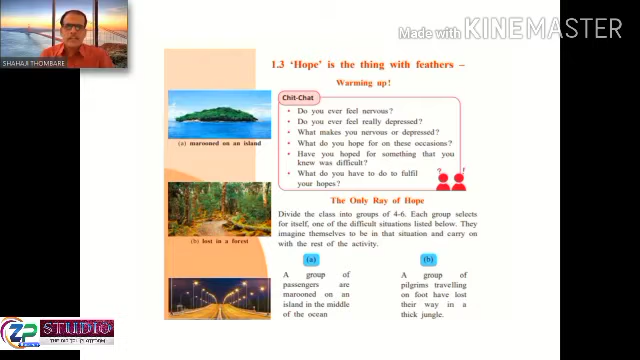 Made with KINEMASTER
SHAHAJI THOMBARE
1.3 ‘Hope’ is the thing with feathers –
Warming up!
Chit-Chat
• Do you ever feel nervous?
• Do you ever feel really depressed?
• What makes you nervous or depressed?
• What do you hope for on these occasions?
• Have you hoped for something that you
knew was difficult?
• What do you have to do to fulfil
your hopes?
(a) marooned on an island
(b) lost in a forest
The Only Ray of Hope
Divide the class into groups of 4-6. Each group selects
for itself, one of the difficult situations listed below. They
imagine themselves to be in that situation and carry on
with the rest of the activity.
(a)
A group of
passengers are
marooned on an
island in the middle
of the ocean
(b)
A group of
pilgrims travelling
on foot have lost
their way in a
thick jungle.
ZP STUDIO